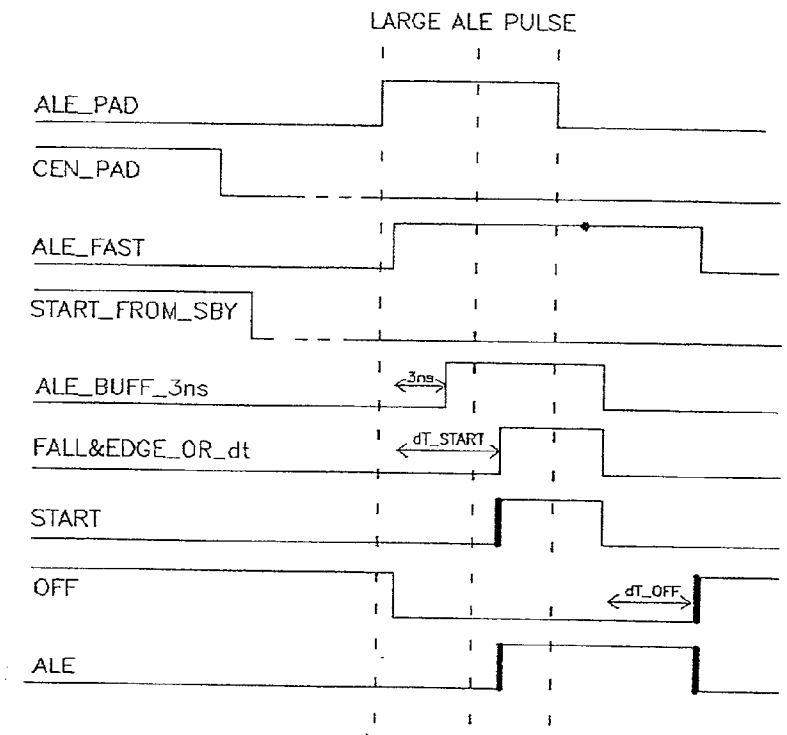 LARGE ALE PULSE
ALE_PAD
CEN_PAD
ALE_FAST
START_FROM_SBY
ALE_BUFF_3ns
3ns
FALL&EDGE_OR_dt
dT_START
START
OFF
dT_OFF
ALE